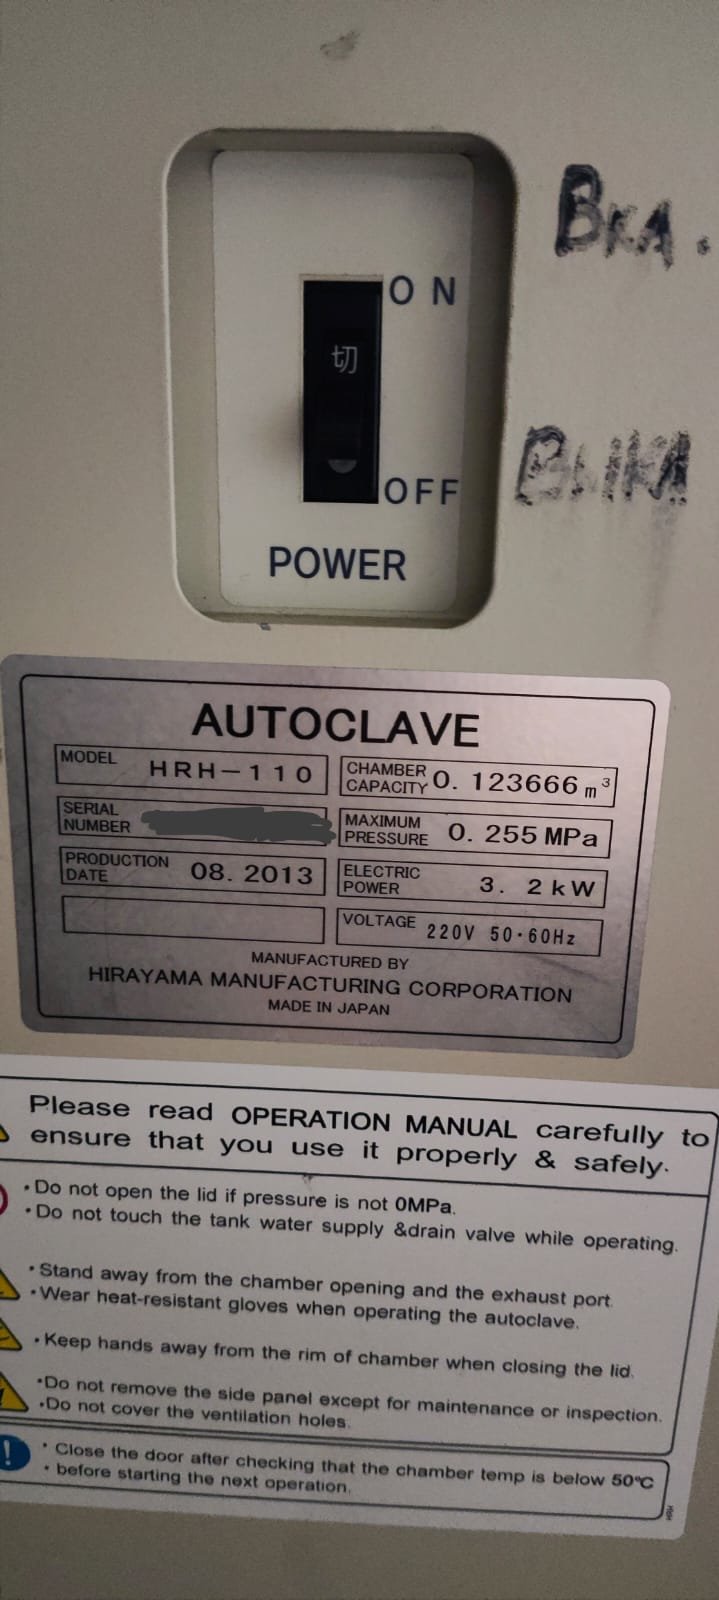 ON
切
OFF
POWER
Вкл.
Выкл
AUTOCLAVE
MODEL HRH-110
CHAMBER CAPACITY 0.123666 m³
SERIAL NUMBER
MAXIMUM PRESSURE 0.255 MPa
PRODUCTION DATE 08.2013
ELECTRIC POWER 3.2kW
VOLTAGE 220V 50·60Hz
MANUFACTURED BY
HIRAYAMA MANUFACTURING CORPORATION
MADE IN JAPAN
Please read OPERATION MANUAL carefully to
ensure that you use it properly & safely.
・Do not open the lid if pressure is not 0MPa.
・Do not touch the tank water supply &drain valve while operating.
・Stand away from the chamber opening and the exhaust port.
・Wear heat-resistant gloves when operating the autoclave.
・Keep hands away from the rim of chamber when closing the lid.
・Do not remove the side panel except for maintenance or inspection.
・Do not cover the ventilation holes.
・Close the door after checking that the chamber temp is below 50℃
・before starting the next operation.